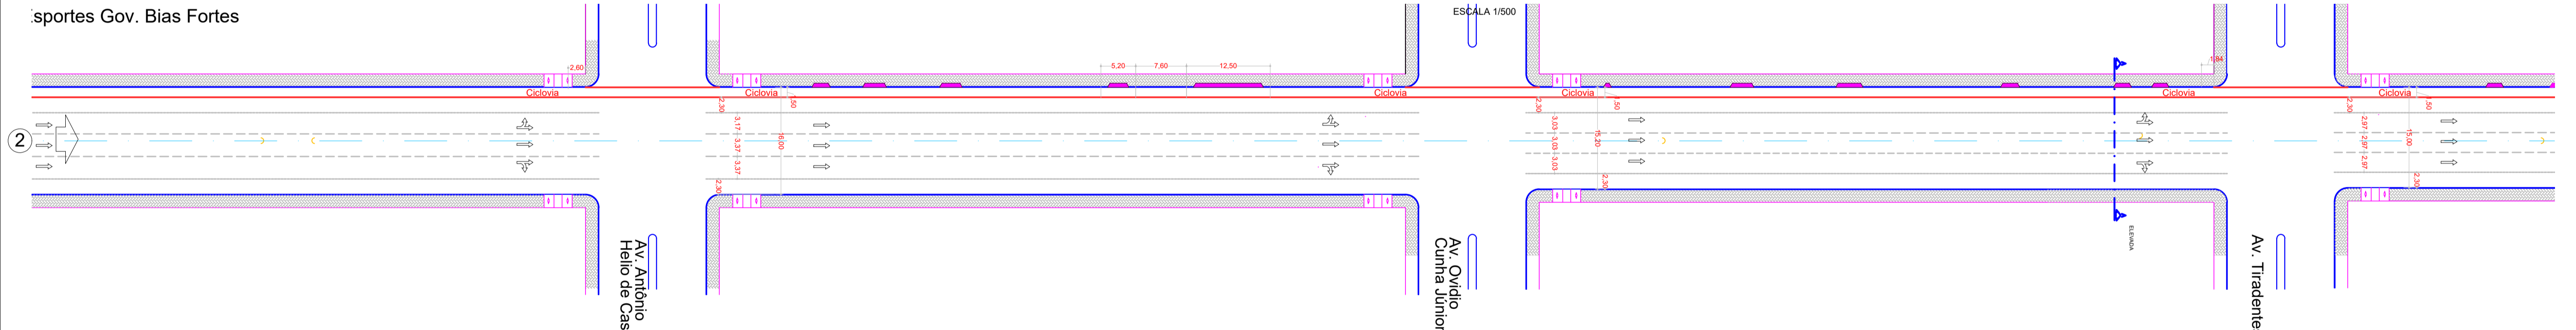 sportes Gov. Bias Fortes
ESCALA 1/500
2,60
5,20
7,60
12,50
1,84
Ciclovia
Ciclovia
Ciclovia
Ciclovia
Ciclovia
Ciclovia
2,30
1,50
2,30
1,50
2,30
1,50
3,17
3,37
3,37
16,00
3,03
3,03
3,03
15,20
2,97
2,97
2,97
15,00
2
2,30
2,30
2,30
ELEVADA
Av. Antônio
Helio de Cas
Av. Ovidio
Cunha Júnior
Av. Tiradente